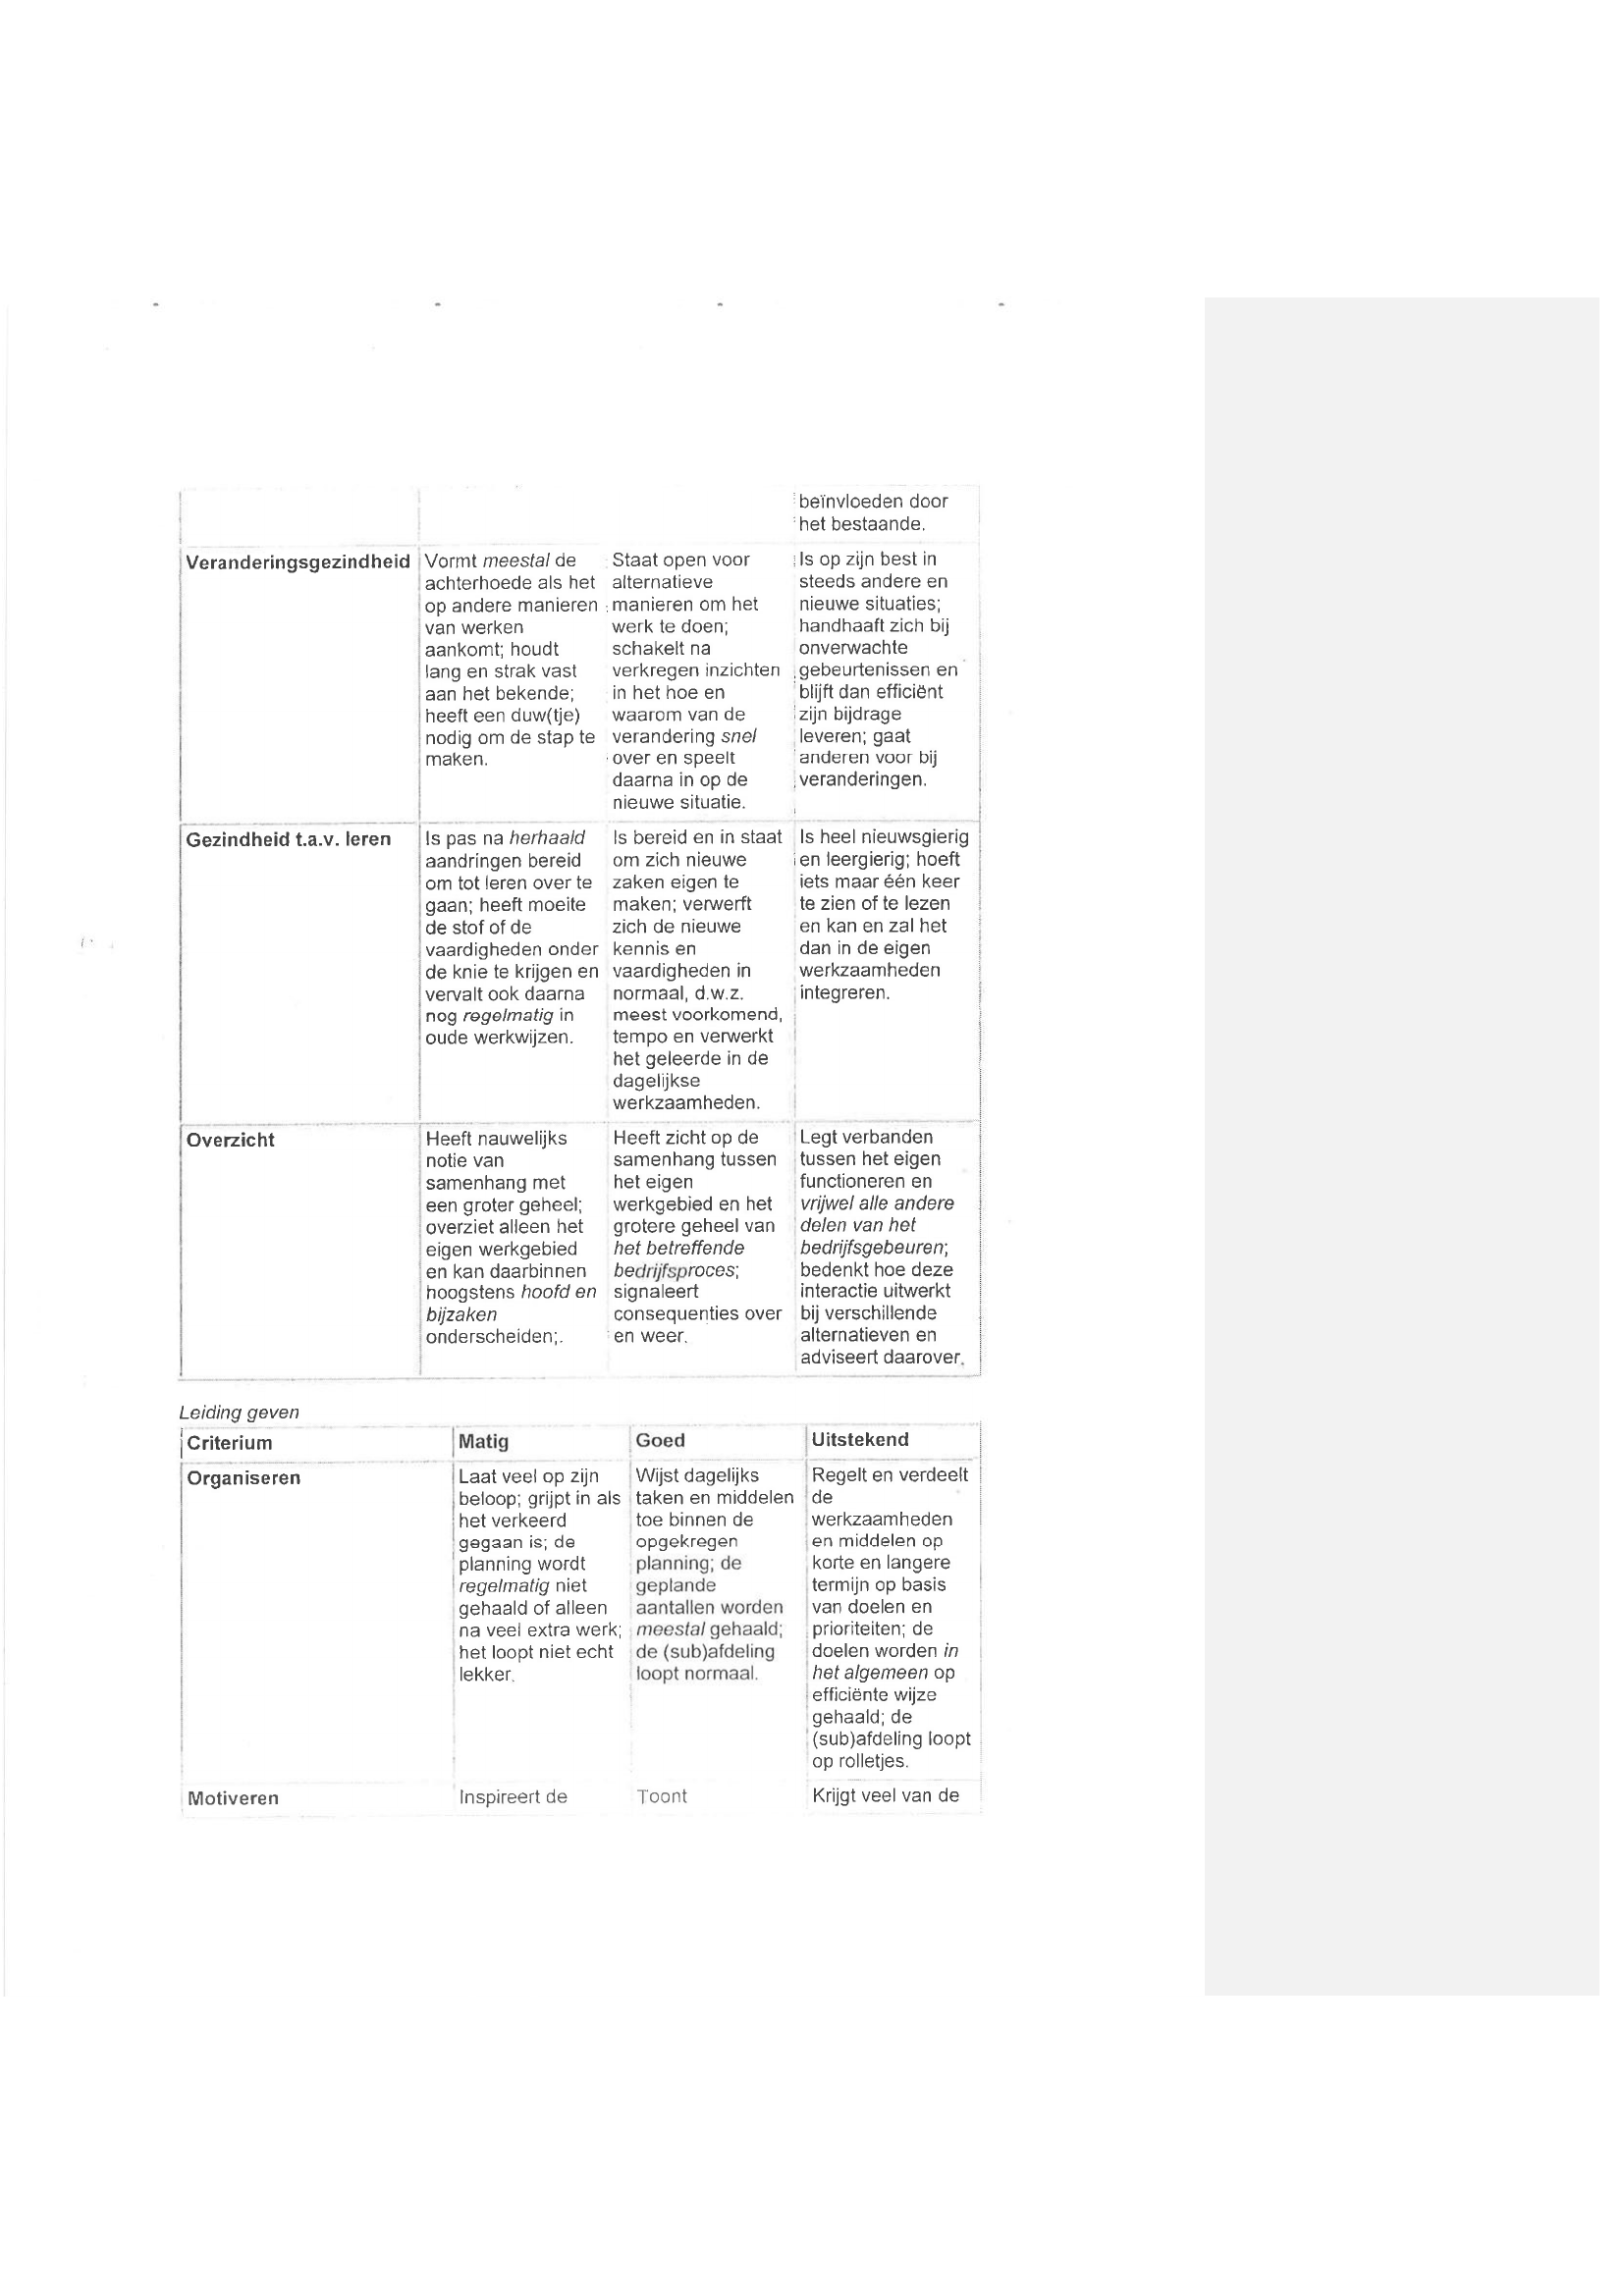 beïnvloeden door
het bestaande.
Veranderingsgezindheid
Vormt meestal de
achterhoede als het
op andere manieren
van werken
aankomt; houdt
lang en strak vast
aan het bekende;
heeft een duw(tje)
nodig om de stap te
maken.
Staat open voor
alternatieve
manieren om het
werk te doen;
schakelt na
verkregen inzichten
in het hoe en
waarom van de
verandering snel
over en speelt
daarna in op de
nieuwe situatie.
Is op zijn best in
steeds andere en
nieuwe situaties;
handhaaft zich bij
onverwachte
gebeurtenissen en
blijft dan efficiënt
zijn bijdrage
leveren; gaat
anderen voor bij
veranderingen.
Gezindheid t.a.v. leren
Is pas na herhaald
aandringen bereid
om tot leren over te
gaan; heeft moeite
de stof of de
vaardigheden onder
de knie te krijgen en
vervalt ook daarna
nog regelmatig in
oude werkwijzen.
Is bereid en in staat
om zich nieuwe
zaken eigen te
maken; verwerft
zich de nieuwe
kennis en
vaardigheden in
normaal, d.w.z.
meest voorkomend,
tempo en verwerkt
het geleerde in de
dagelijkse
werkzaamheden.
Is heel nieuwsgierig
en leergierig; hoeft
iets maar één keer
te zien of te lezen
en kan en zal het
dan in de eigen
werkzaamheden
integreren.
Overzicht
Heeft nauwelijks
notie van
samenhang met
een groter geheel;
overziet alleen het
eigen werkgebied
en kan daarbinnen
hoogstens hoofd en
bijzaken
onderscheiden;.
Heeft zicht op de
samenhang tussen
het eigen
werkgebied en het
grotere geheel van
het betreffende
bedrijfsproces;
signaleert
consequenties over
en weer.
Legt verbanden
tussen het eigen
functioneren en
vrijwel alle andere
delen van het
bedrijfsgebeuren;
bedenkt hoe deze
interactie uitwerkt
bij verschillende
alternatieven en
adviseert daarover.
Leiding geven
Criterium Matig Goed Uitstekend
Organiseren
Laat veel op zijn
beloop; grijpt in als
het verkeerd
gegaan is; de
planning wordt
regelmatig niet
gehaald of alleen
na veel extra werk;
het loopt niet echt
lekker.
Wijst dagelijks
taken en middelen
toe binnen de
opgekregen
planning; de
geplande
aantallen worden
meestal gehaald;
de (sub)afdeling
loopt normaal.
Regelt en verdeelt
de
werkzaamheden
en middelen op
korte en langere
termijn op basis
van doelen en
prioriteiten; de
doelen worden in
het algemeen op
efficiënte wijze
gehaald; de
(sub)afdeling loopt
op rolletjes.
Motiveren Inspireert de Toont Krijgt veel van de